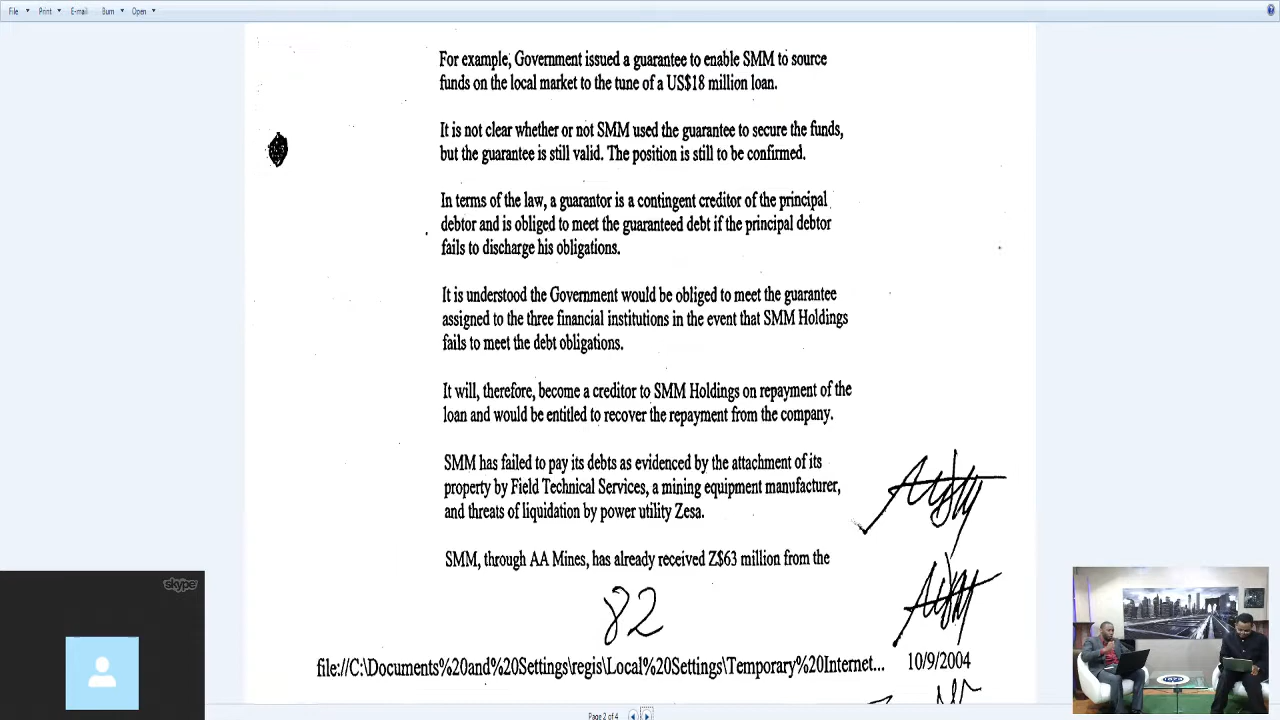 File Print E-mail Burn Open
For example, Government issued a guarantee to enable SMM to source
funds on the local market to the tune of a US$18 million loan.
It is not clear whether or not SMM used the guarantee to secure the funds,
but the guarantee is still valid. The position is still to be confirmed.
In terms of the law, a guarantor is a contingent creditor of the principal
debtor and is obliged to meet the guaranteed debt if the principal debtor
fails to discharge his obligations.
It is understood the Government would be obliged to meet the guarantee
assigned to the three financial institutions in the event that SMM Holdings
fails to meet the debt obligations.
It will, therefore, become a creditor to SMM Holdings on repayment of the
loan and would be entitled to recover the repayment from the company.
SMM has failed to pay its debts as evidenced by the attachment of its
property by Field Technical Services, a mining equipment manufacturer,
and threats of liquidation by power utility Zesa.
SMM, through AA Mines, has already received Z$63 million from the
82
skype
file://C:\Documents%20and%20Settings\regis\Local%20Settings\Temporary%20Internet... 10/9/2004
Page 2 of 4